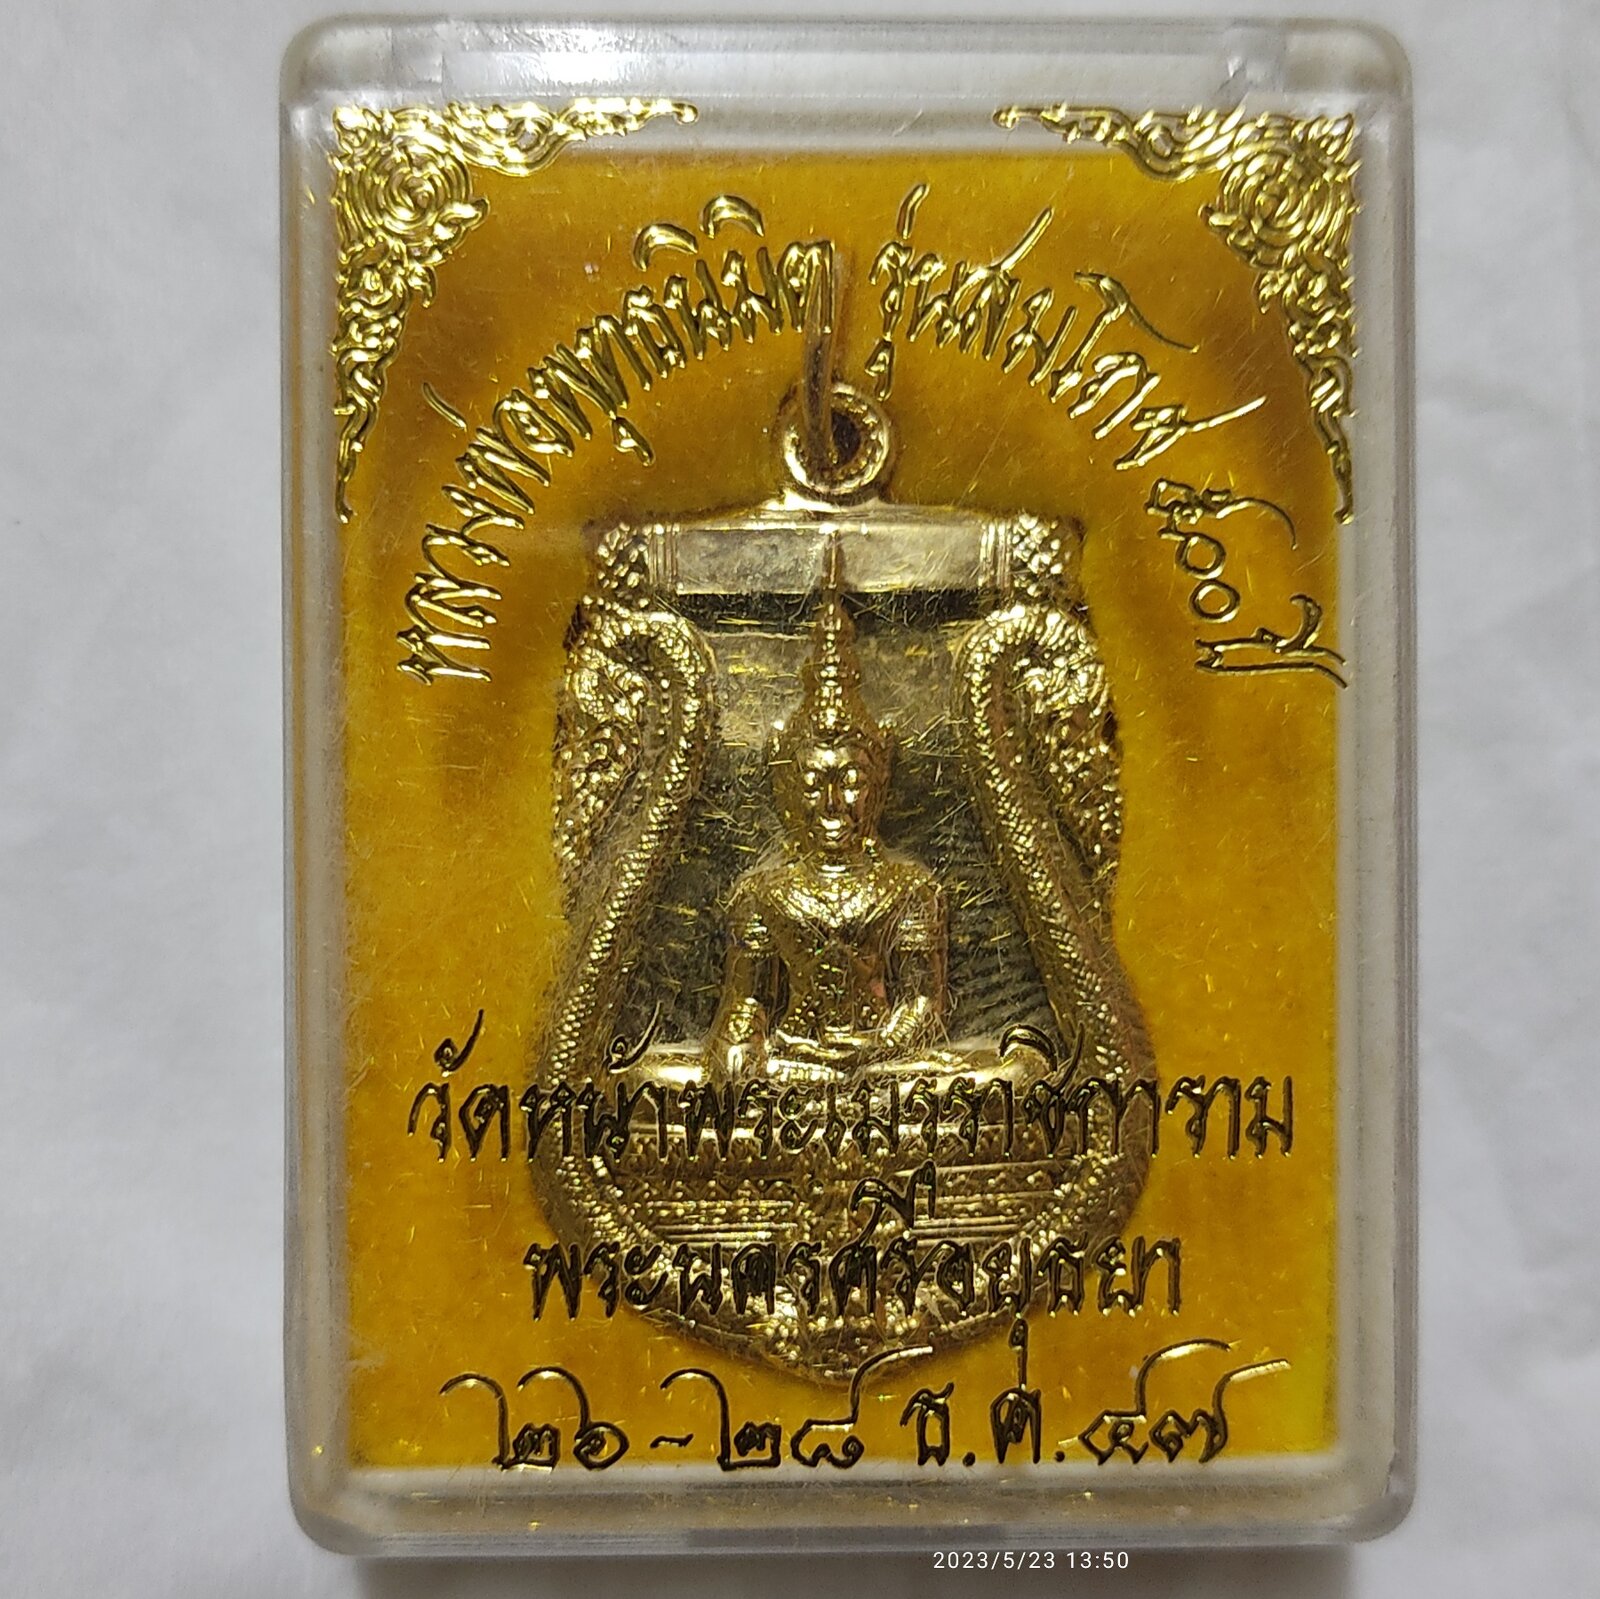 หลวงพ่อพุทธนิมิต รุ่นสมโภช ๕๐๐ ปี
วัดหน้าพระเมรุราชิการาม
พระนครศรีอยุธยา
๒๖-๒๘ ธ.ค. ๔๗
2023/5/23 13:50